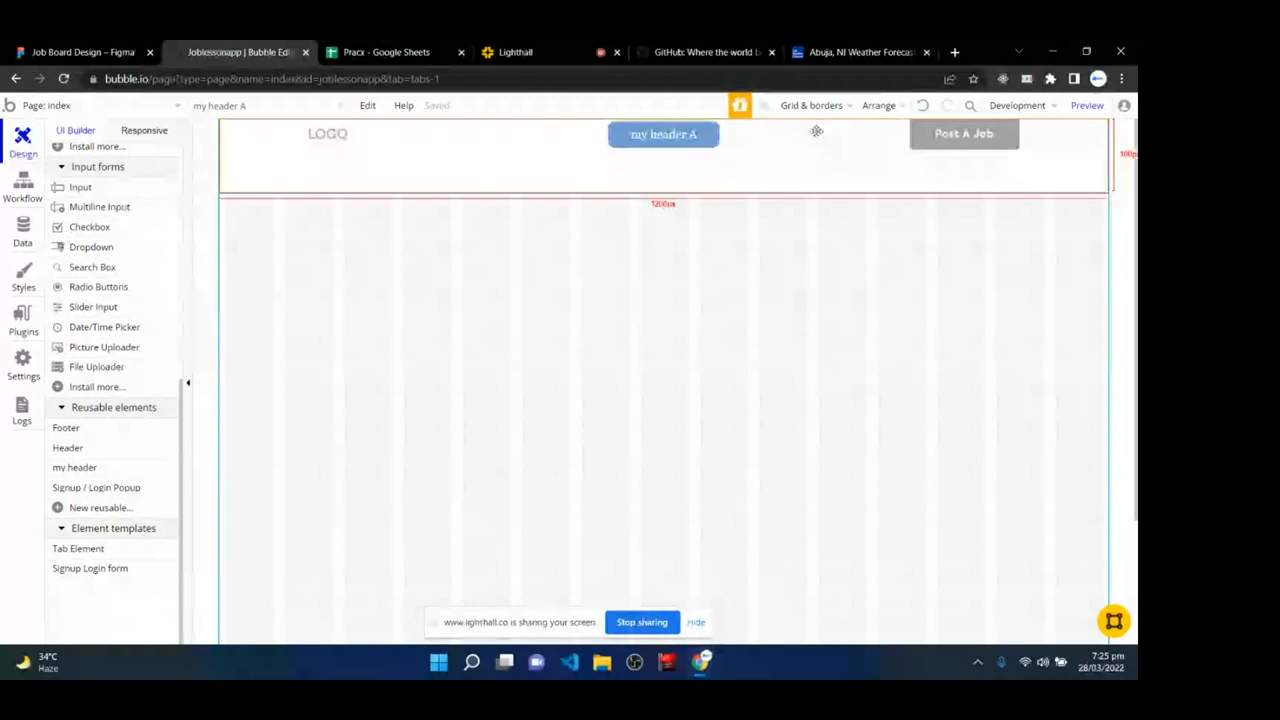 Job Board Design – Figma
Joblessonapp | Bubble Edi
Pracx - Google Sheets
Lighthall
GitHub: Where the world b
Abuja, NI Weather Forecas
bubble.io/page?type=page&name=index&id=joblessonapp&tab=tabs-1
Page: index
my header A
Edit
Help
Saved
Grid & borders
Arrange
Development
Preview
UI Builder
Responsive
Design
Workflow
Data
Styles
Plugins
Settings
Logs
Install more...
Input forms
Input
Multiline Input
Checkbox
Dropdown
Search Box
Radio Buttons
Slider Input
Date/Time Picker
Picture Uploader
File Uploader
Install more...
Reusable elements
Footer
Header
my header
Signup / Login Popup
New reusable...
Element templates
Tab Element
Signup Login form
LOGO
my header A
Post A Job
100p
1200px
www.lighthall.co is sharing your screen.
Stop sharing
Hide
34°C
Haze
7:25 pm
28/03/2022